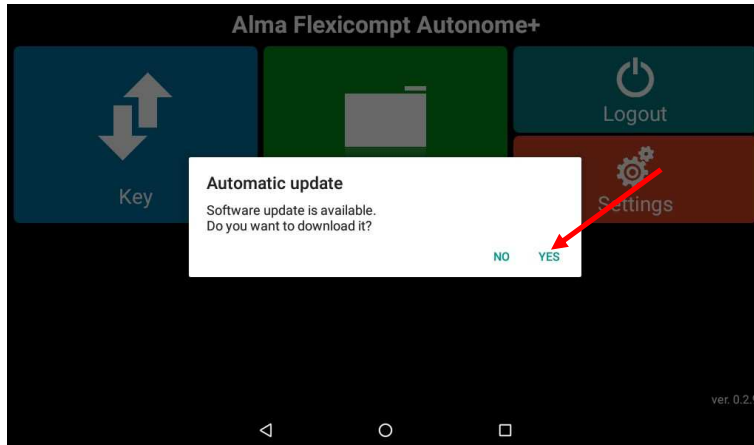 Alma Flexicompt Autonome+
Logout
Key
Settings
Automatic update
Software update is available.
Do you want to download it?
NO YES
ver. 0.2.9